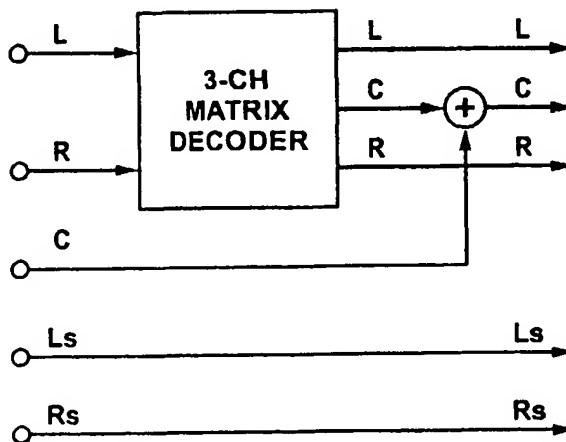 L L L
3-CH
MATRIX
DECODER
C + C
R R R
C
Ls Ls
Rs Rs